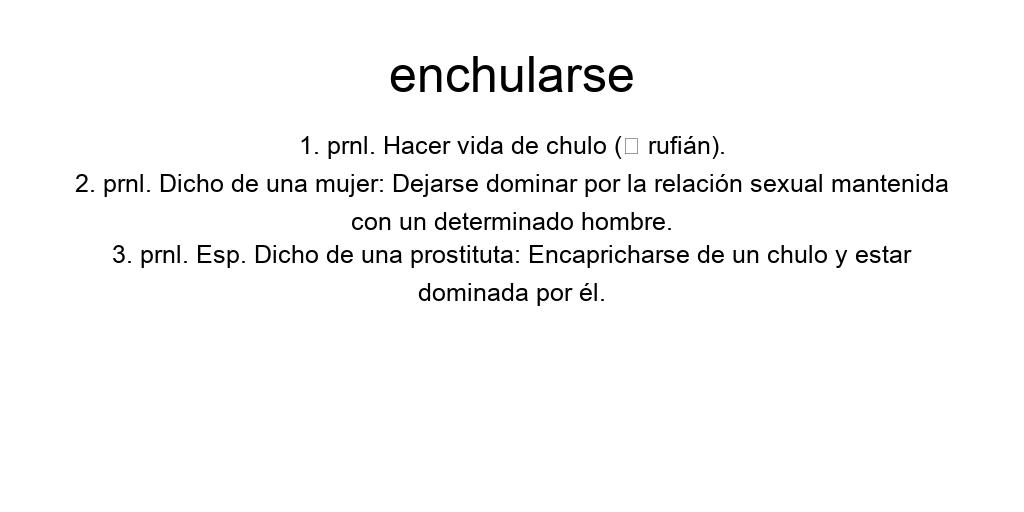 enchularse
1. prnl. Hacer vida de chulo (▯ rufián).
2. prnl. Dicho de una mujer: Dejarse dominar por la relación sexual mantenida
con un determinado hombre.
3. prnl. Esp. Dicho de una prostituta: Encapricharse de un chulo y estar
dominada por él.